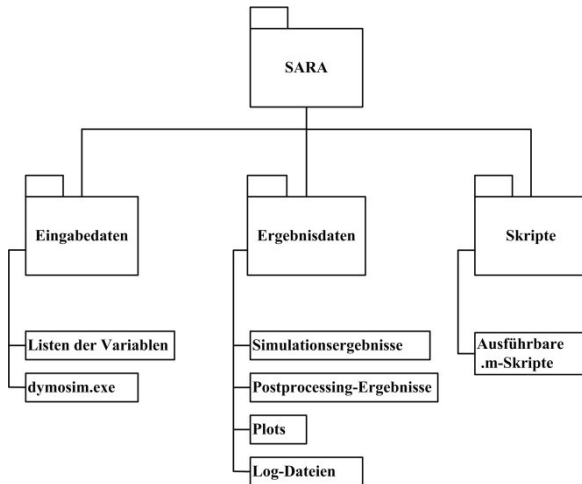 SARA
Eingabedaten
Ergebnisdaten
Skripte
Listen der Variablen
dymosim.exe
Simulationsergebnisse
Postprocessing-Ergebnisse
Plots
Log-Dateien
Ausführbare
.m-Skripte